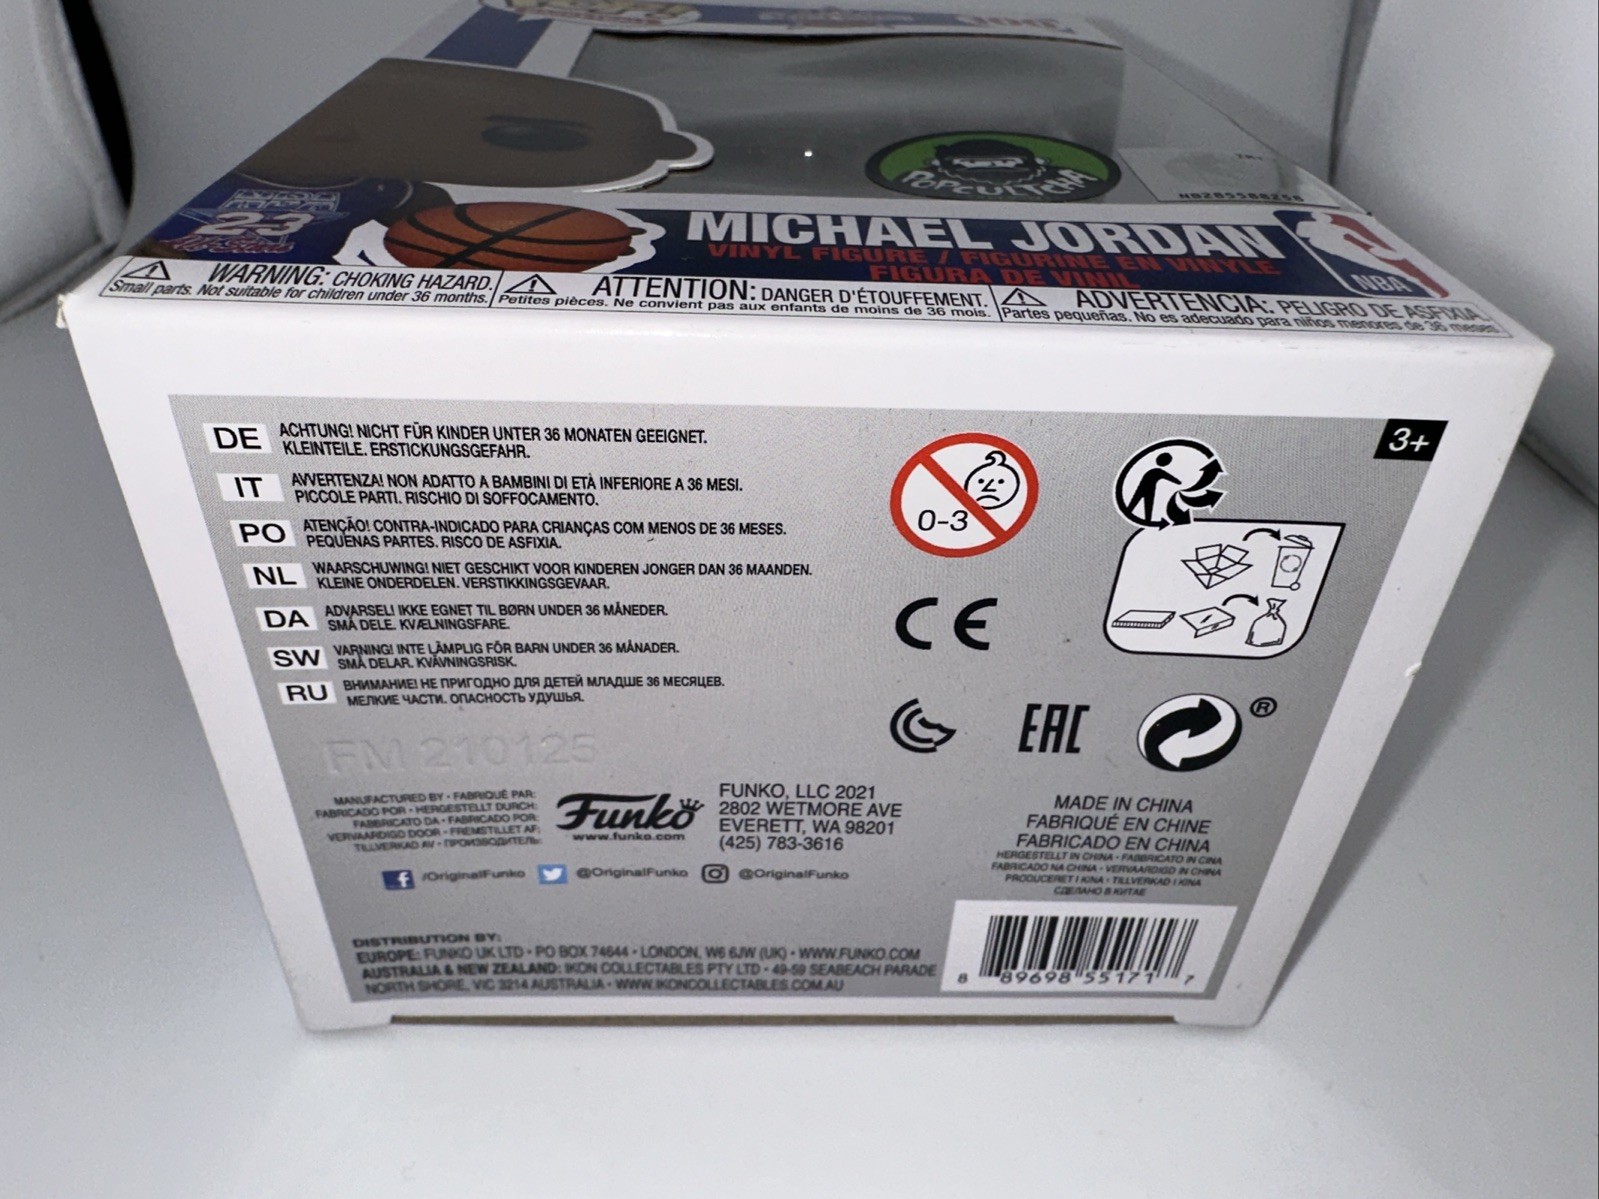 POPCULTCHA
23
MICHAEL JORDAN
VINYL FIGURE / FIGURINE EN VINYLE
FIGURA DE VINIL
NBA
WARNING: CHOKING HAZARD.
Small parts. Not suitable for children under 36 months.
ATTENTION: DANGER D'ÉTOUFFEMENT.
Petites pièces. Ne convient pas aux enfants de moins de 36 mois.
ADVERTENCIA: PELIGRO DE ASFIXIA.
Partes pequeñas. No es adecuado para niños menores de 36 meses
3+
DE ACHTUNG! NICHT FÜR KINDER UNTER 36 MONATEN GEEIGNET.
KLEINTEILE. ERSTICKUNGSGEFAHR.
IT AVVERTENZA! NON ADATTO A BAMBINI DI ETÀ INFERIORE A 36 MESI.
PICCOLE PARTI. RISCHIO DI SOFFOCAMENTO.
PO ATENÇÃO! CONTRA-INDICADO PARA CRIANÇAS COM MENOS DE 36 MESES.
PEQUENAS PARTES. RISCO DE ASFIXIA.
NL WAARSCHUWING! NIET GESCHIKT VOOR KINDEREN JONGER DAN 36 MAANDEN.
KLEINE ONDERDELEN. VERSTIKKINGSGEVAAR.
DA ADVARSEL! IKKE EGNET TIL BØRN UNDER 36 MÅNEDER.
SMÅ DELE. KVÆLNINGSFARE.
SW VARNING! INTE LÄMPLIG FÖR BARN UNDER 36 MÅNADER.
SMÅ DELAR. KVÄVNINGSRISK.
RU ВНИМАНИЕ! НЕ ПРИГОДНО ДЛЯ ДЕТЕЙ МЛАДШЕ 36 МЕСЯЦЕВ.
МЕЛКИЕ ЧАСТИ. ОПАСНОСТЬ УДУШЬЯ.
0-3
CE
EAC
®
FM 210125
MANUFACTURED BY • FABRIQUÉ PAR:
FABRICADO POR • HERGESTELLT DURCH:
FABBRICATO DA • FABRICADO POR:
VERVAARDIGD DOOR • FREMSTILLET AF:
TILLVERKAD AV • ПРОИЗВОДИТЕЛЬ:
Funko
www.funko.com
FUNKO, LLC 2021
2802 WETMORE AVE
EVERETT, WA 98201
(425) 783-3616
/OriginalFunko @OriginalFunko @OriginalFunko
MADE IN CHINA
FABRIQUÉ EN CHINE
FABRICADO EN CHINA
HERGESTELLT IN CHINA • FABBRICATO IN CINA
FABRICADO NA CHINA • VERVAARDIGD IN CHINA
PRODUCERET I KINA • TILLVERKAD I KINA
СДЕЛАНО В КИТАЕ
DISTRIBUTION BY:
EUROPE: FUNKO UK LTD • PO BOX 74644 • LONDON, W6 6JW (UK) • WWW.FUNKO.COM
AUSTRALIA & NEW ZEALAND: IKON COLLECTABLES PTY LTD • 49-59 SEABEACH PARADE
NORTH SHORE, VIC 3214 AUSTRALIA • WWW.IKONCOLLECTABLES.COM.AU
8 89698 55171 7